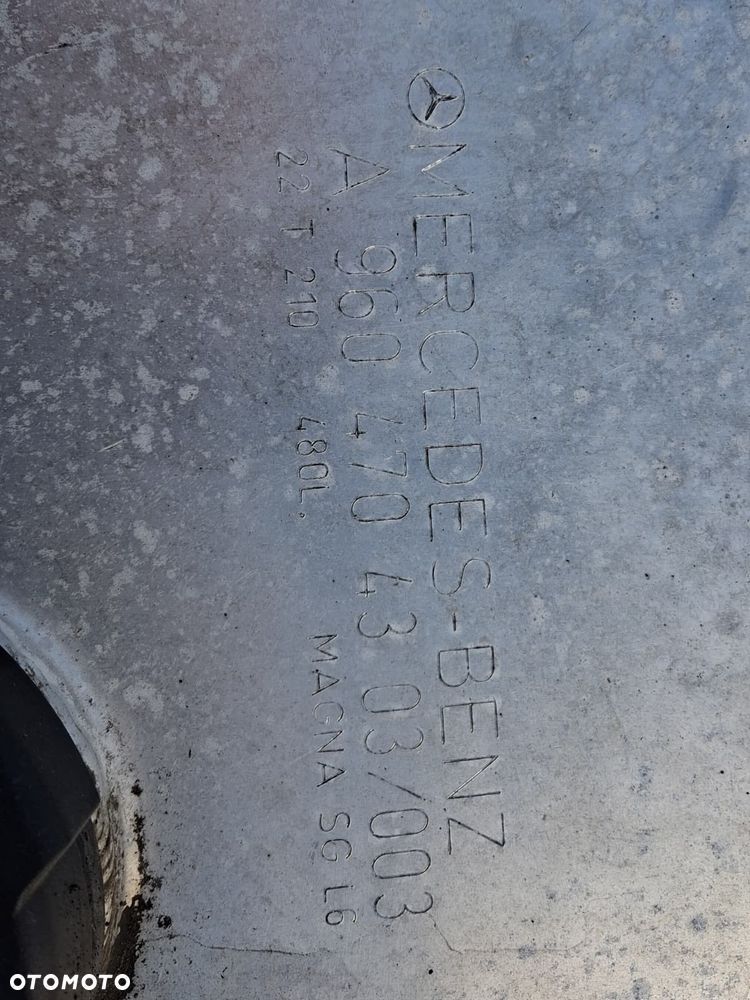 MERCEDES-BENZ
A 960 470 43 03/003
22 T 210 480L. MAGNA SG L6
OTOMOTO